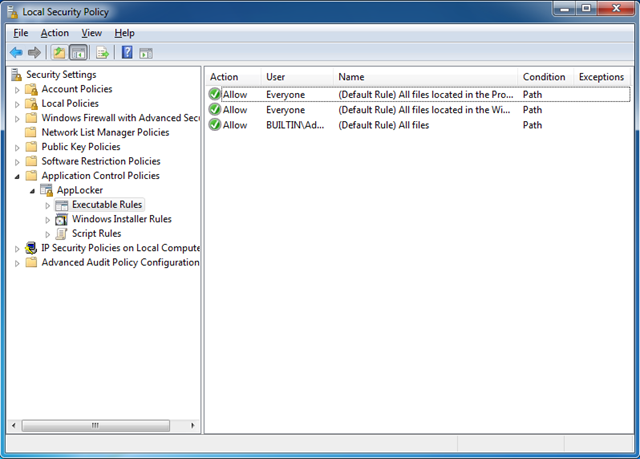 Local Security Policy
File Action View Help
Security Settings
Account Policies
Local Policies
Windows Firewall with Advanced Secu
Network List Manager Policies
Public Key Policies
Software Restriction Policies
Application Control Policies
AppLocker
Executable Rules
Windows Installer Rules
Script Rules
IP Security Policies on Local Compute
Advanced Audit Policy Configuration
Action User Name Condition Exceptions
Allow Everyone (Default Rule) All files located in the Pro... Path
Allow Everyone (Default Rule) All files located in the Wi... Path
Allow BUILTIN\Ad... (Default Rule) All files Path